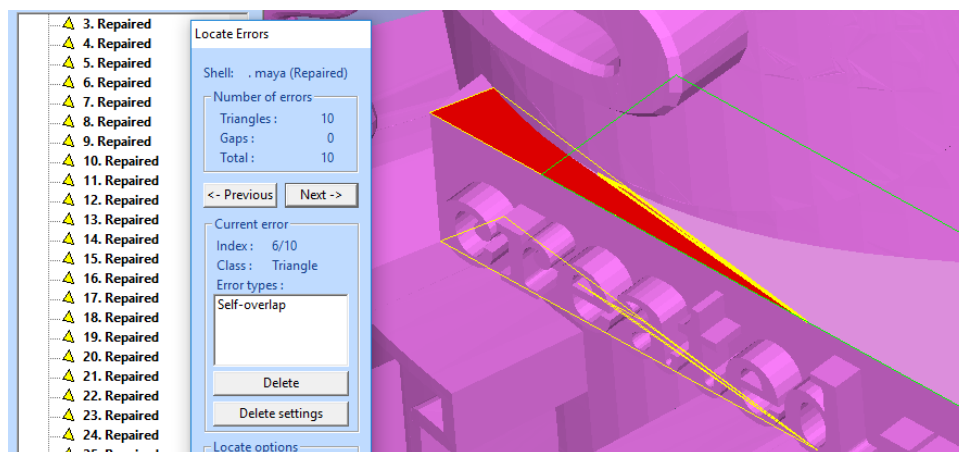 3. Repaired
4. Repaired
5. Repaired
6. Repaired
7. Repaired
8. Repaired
9. Repaired
10. Repaired
11. Repaired
12. Repaired
13. Repaired
14. Repaired
15. Repaired
16. Repaired
17. Repaired
18. Repaired
19. Repaired
20. Repaired
21. Repaired
22. Repaired
23. Repaired
24. Repaired
Locate Errors
Shell: . maya (Repaired)
Number of errors
Triangles : 10
Gaps : 0
Total : 10
<- Previous Next ->
Current error
Index : 6/10
Class : Triangle
Error types :
Self-overlap
Delete
Delete settings
Locate options